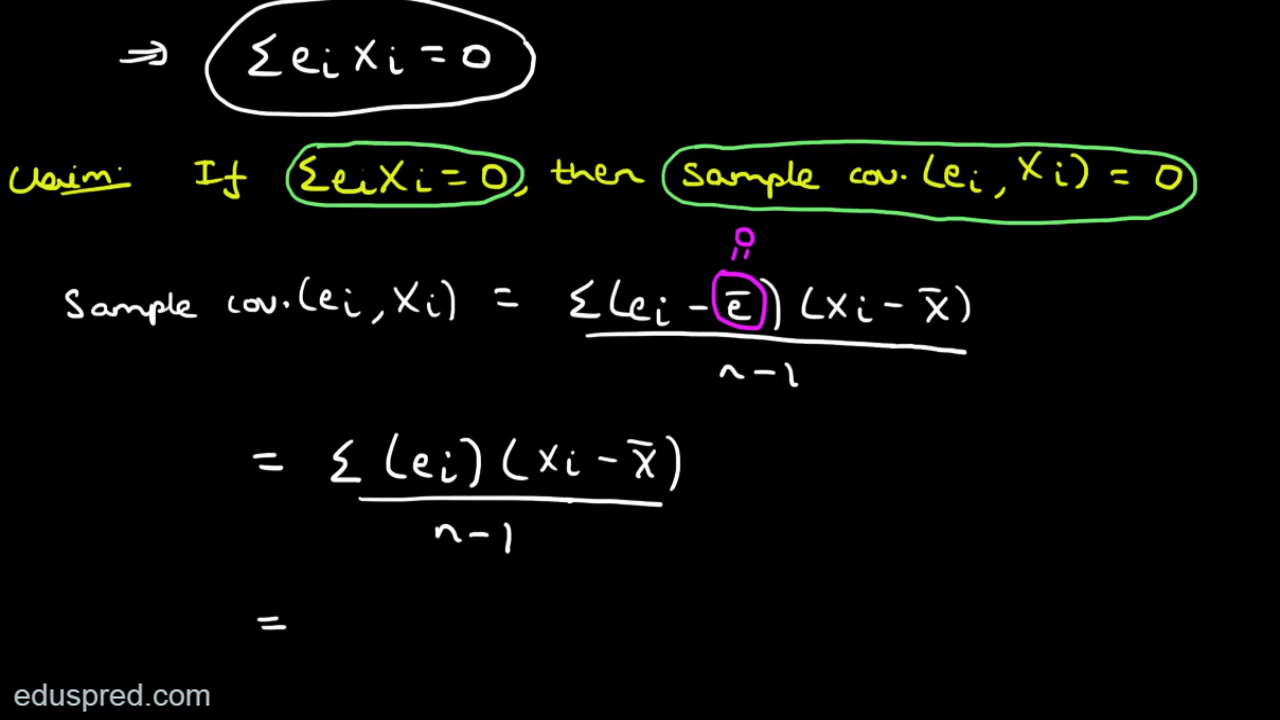 ⇒ Σeᵢxᵢ = 0
Claim: If Σeᵢxᵢ = 0, then Sample cov.(eᵢ, xᵢ) = 0
0
=
Sample cov.(eᵢ, xᵢ) = Σ(eᵢ - e̅)(xᵢ - x̅)
n-1
= Σ(eᵢ)(xᵢ - x̅)
n-1
=
eduspred.com